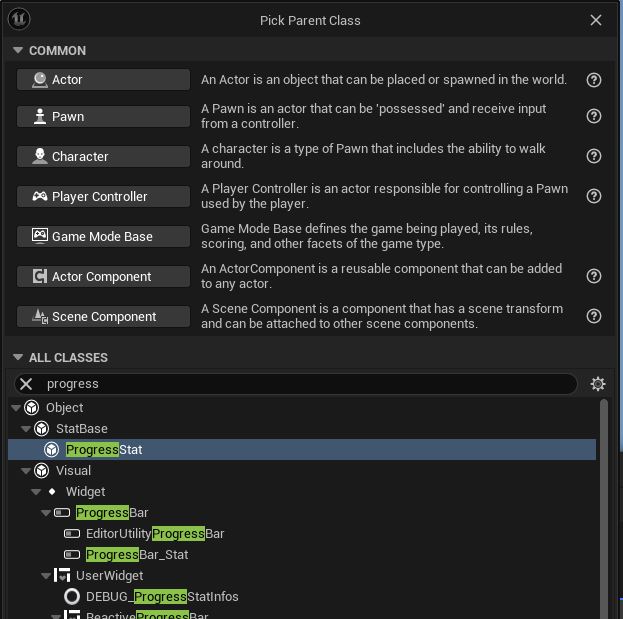 Pick Parent Class
COMMON
Actor
An Actor is an object that can be placed or spawned in the world.
Pawn
A Pawn is an actor that can be 'possessed' and receive input
from a controller.
Character
A character is a type of Pawn that includes the ability to walk
around.
Player Controller
A Player Controller is an actor responsible for controlling a Pawn
used by the player.
Game Mode Base
Game Mode Base defines the game being played, its rules,
scoring, and other facets of the game type.
Actor Component
An ActorComponent is a reusable component that can be added
to any actor.
Scene Component
A Scene Component is a component that has a scene transform
and can be attached to other scene components.
ALL CLASSES
progress
Object
StatBase
ProgressStat
Visual
Widget
ProgressBar
EditorUtilityProgressBar
ProgressBar_Stat
UserWidget
DEBUG_ProgressStatInfos
ReactiveProgressBar